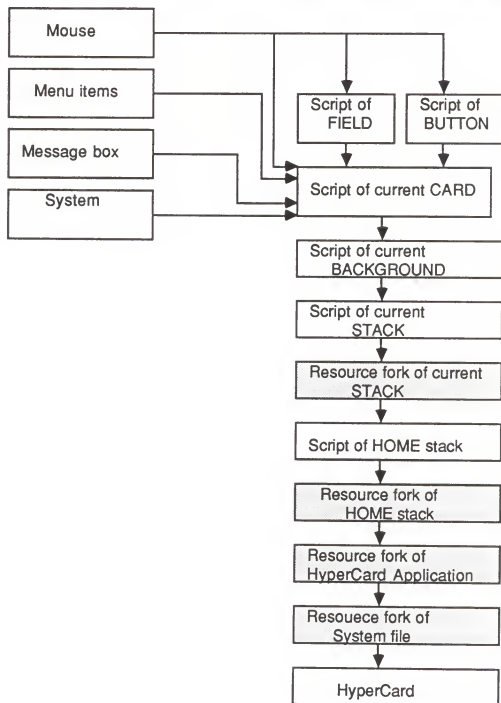 Mouse
Menu items
Message box
System
Script of
FIELD
Script of
BUTTON
Script of current CARD
Script of current
BACKGROUND
Script of current
STACK
Resource fork of current
STACK
Script of HOME stack
Resource fork of
HOME stack
Resource fork of
HyperCard Application
Resouece fork of
System file
HyperCard